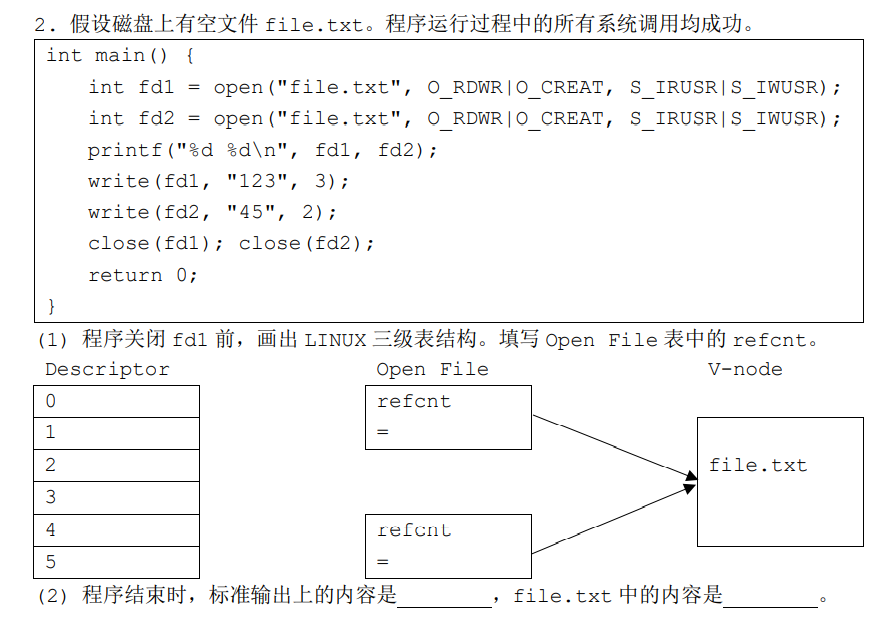 2. 假设磁盘上有空文件 file.txt。程序运行过程中的所有系统调用均成功。
int main() {
int fd1 = open("file.txt", O_RDWR|O_CREAT, S_IRUSR|S_IWUSR);
int fd2 = open("file.txt", O_RDWR|O_CREAT, S_IRUSR|S_IWUSR);
printf("%d %d\n", fd1, fd2);
write(fd1, "123", 3);
write(fd2, "45", 2);
close(fd1); close(fd2);
return 0;
}
(1) 程序关闭 fd1 前，画出 LINUX 三级表结构。填写 Open File 表中的 refcnt。
Descriptor Open File V-node
0 refcnt
1 =
2 file.txt
3
4 refcnt
5 =
(2) 程序结束时，标准输出上的内容是________，file.txt 中的内容是________。